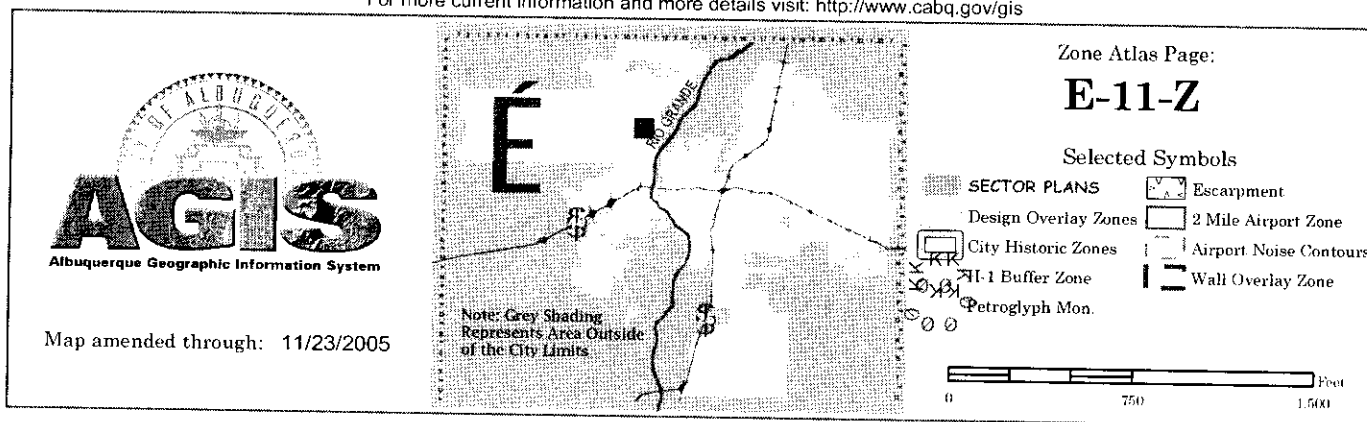 For more current information and more details visit: http://www.cabq.gov/gis
AGIS
Albuquerque Geographic Information System
Map amended through: 11/23/2005
É
RIO GRANDE
Note: Grey Shading
Represents Area Outside
of the City Limits
Zone Atlas Page:
E-11-Z
Selected Symbols
SECTOR PLANS
Design Overlay Zones
City Historic Zones
H-1 Buffer Zone
Petroglyph Mon.
Escarpment
2 Mile Airport Zone
Airport Noise Contours
Wall Overlay Zone
Feet
0 750 1,500